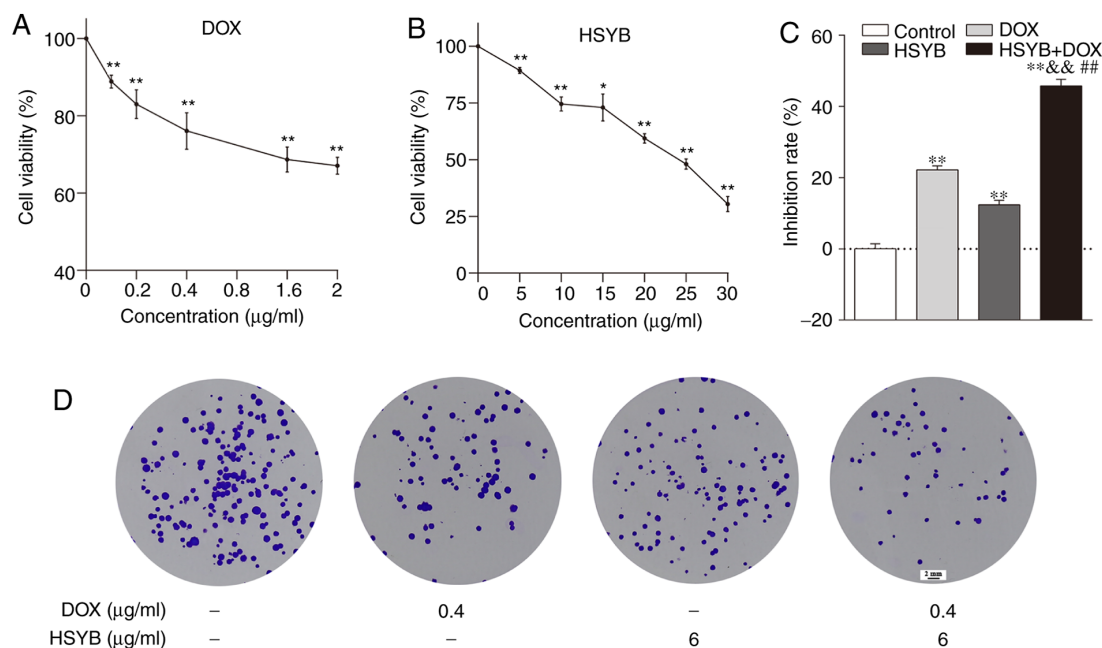 A
DOX
Cell viability (%)
100
80
60
40
** ** ** ** **
0 0.2 0.4 0.8 1.6 2
Concentration (μg/ml)
B
HSYB
Cell viability (%)
100
75
50
25
0
** ** * ** ** **
0 5 10 15 20 25 30
Concentration (μg/ml)
C
Control DOX
HSYB HSYB+DOX
**&& ##
Inhibition rate (%)
60
40
20
0
−20
** **
D
2 mm
DOX (μg/ml) – 0.4 – 0.4
HSYB (μg/ml) – – 6 6